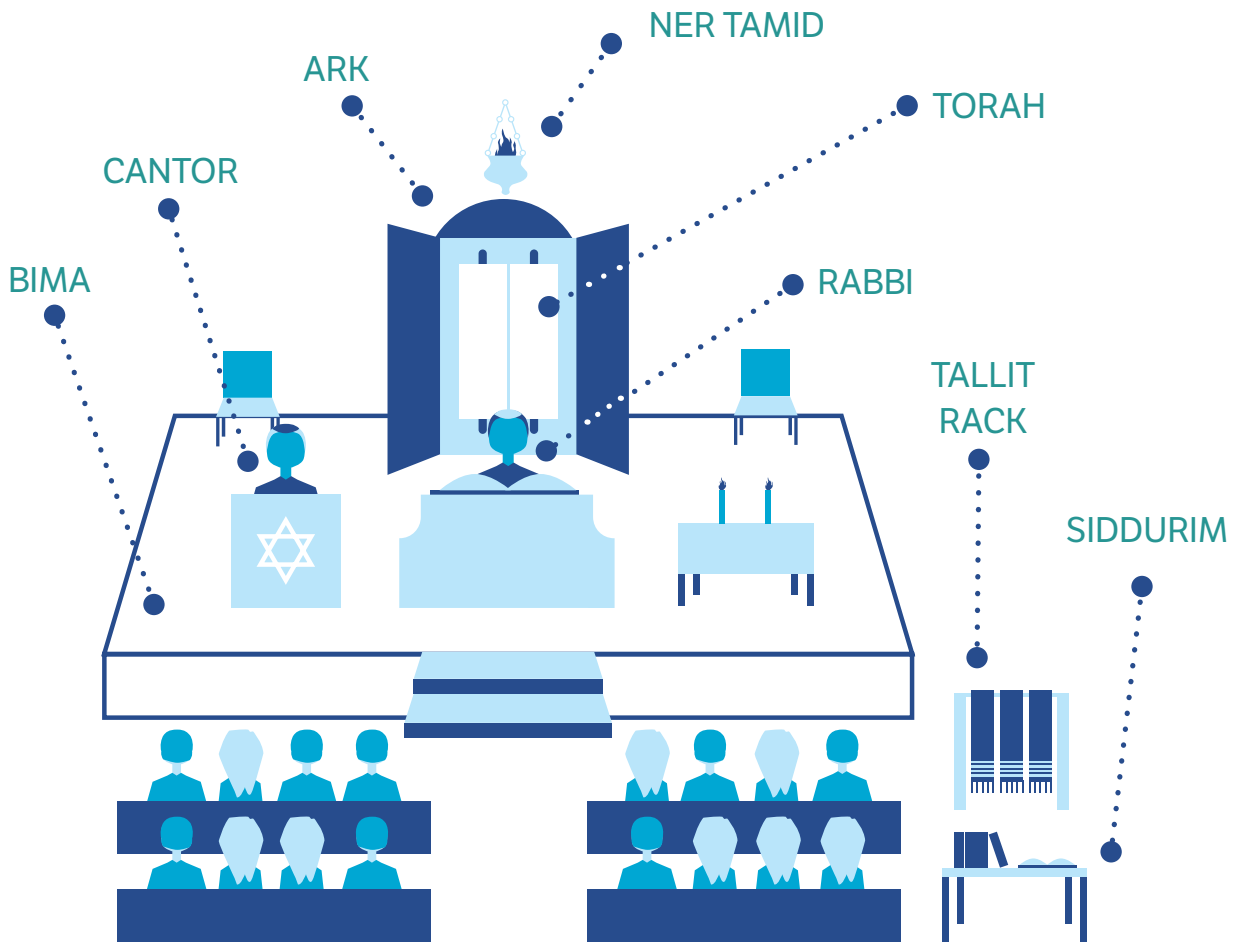 NER TAMID
ARK
TORAH
CANTOR
BIMA
RABBI
TALLIT
RACK
SIDDURIM